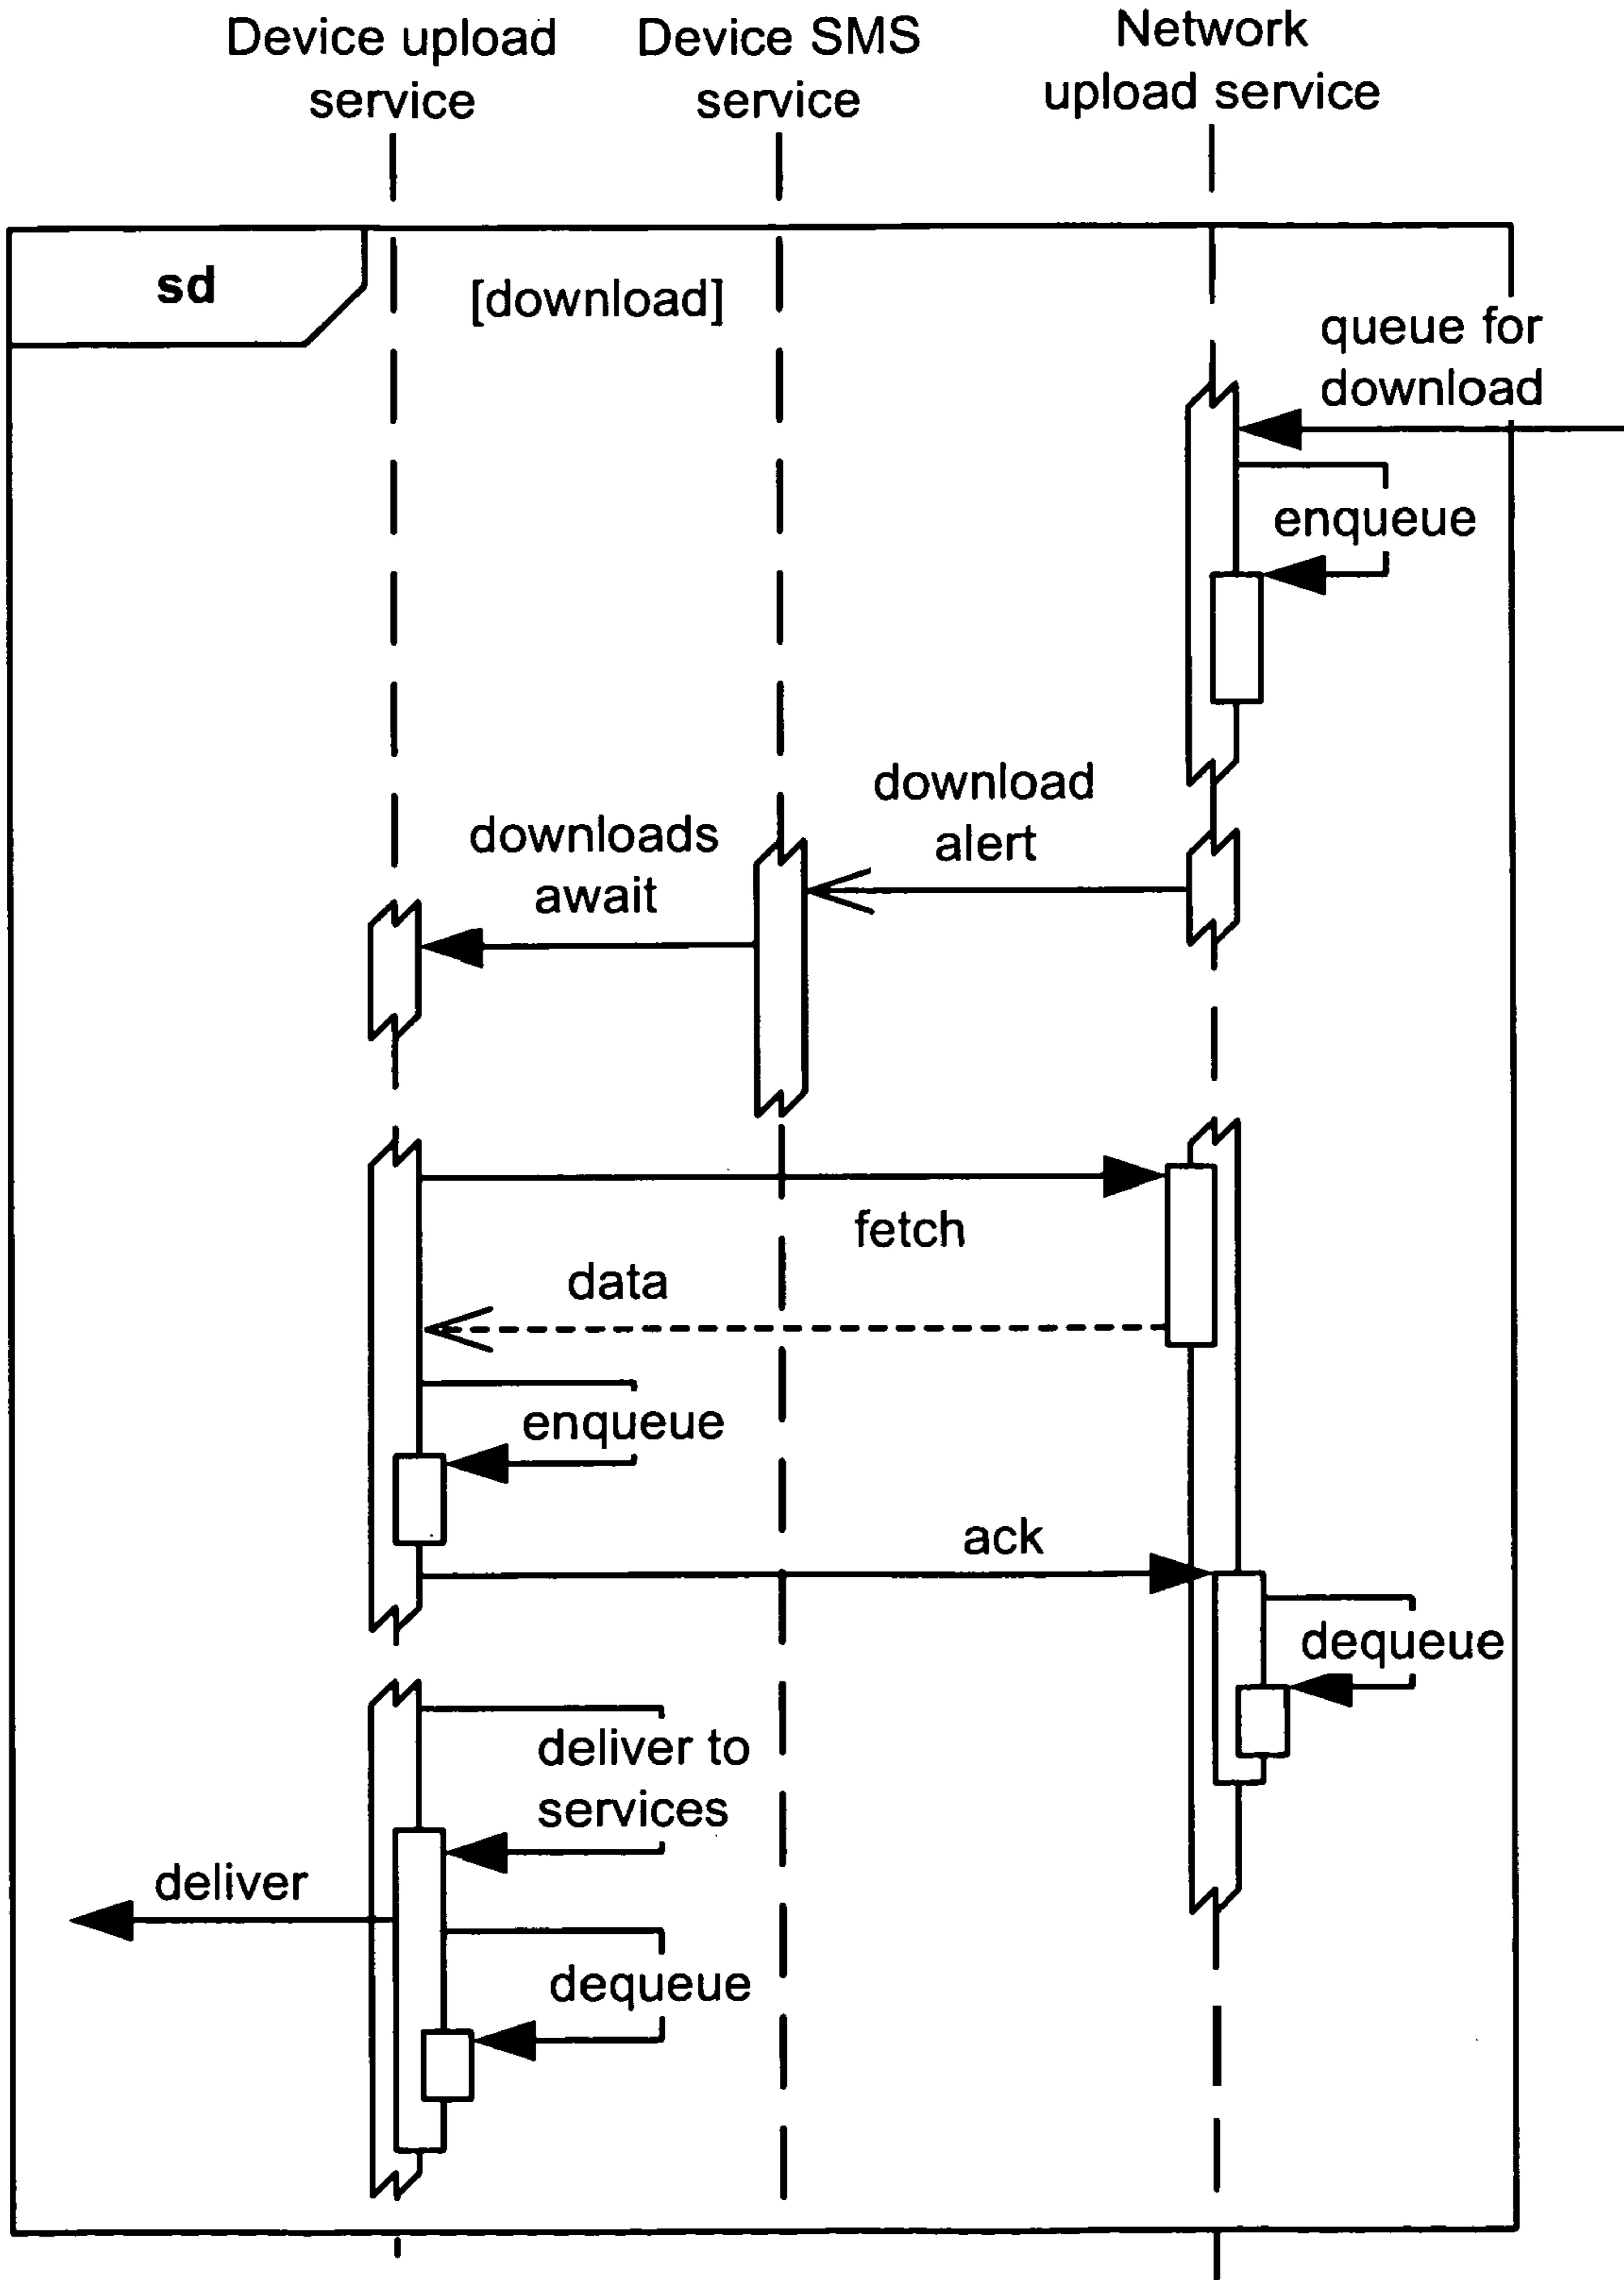 Device upload
service
Device SMS
service
Network
upload service
sd
[download]
queue for
download
enqueue
download
alert
downloads
await
fetch
data
enqueue
ack
dequeue
deliver to
services
deliver
dequeue